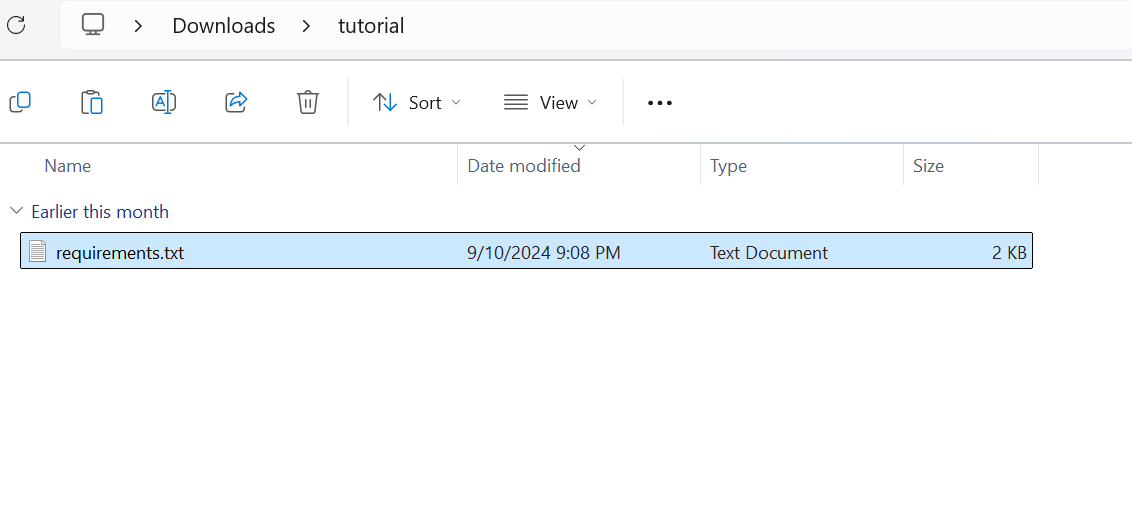 Downloads tutorial
Sort View
Name Date modified Type Size
Earlier this month
requirements.txt 9/10/2024 9:08 PM Text Document 2 KB